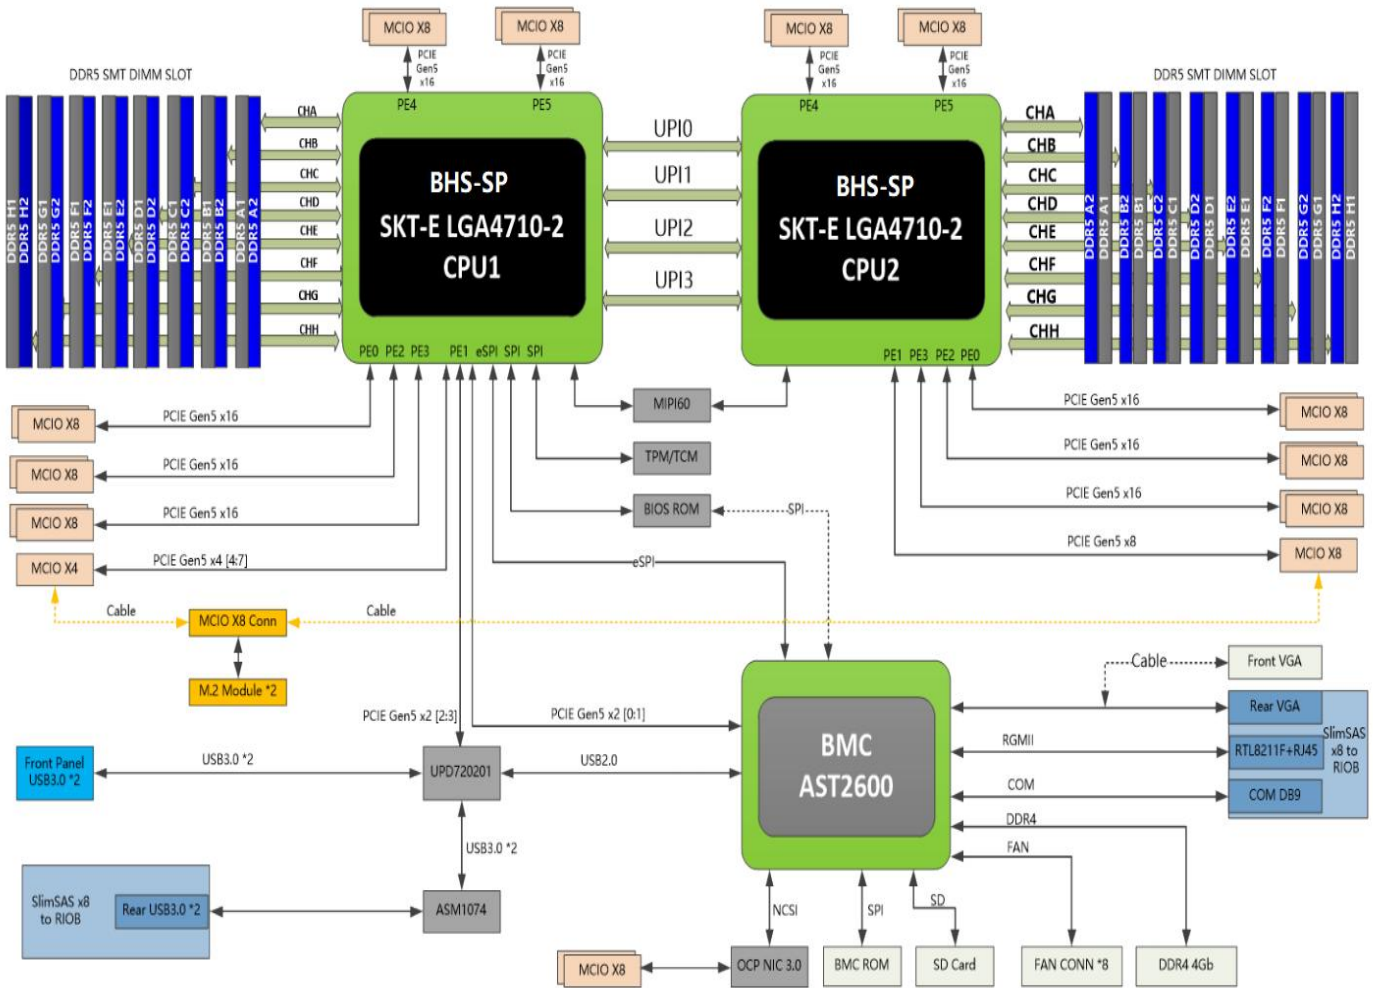 MCIO X8
MCIO X8
MCIO X8
MCIO X8
PCIE
Gen5
x16
PCIE
Gen5
x16
PCIE
Gen5
x16
PCIE
Gen5
x16
DDR5 SMT DIMM SLOT
DDR5 SMT DIMM SLOT
PE4
PE5
PE4
PE5
DDR5 H1
DDR5 H2
DDR5 G1
DDR5 G2
DDR5 F1
DDR5 F2
DDR5 E1
DDR5 E2
DDR5 D1
DDR5 D2
DDR5 C1
DDR5 C2
DDR5 B1
DDR5 B2
DDR5 A1
DDR5 A2
CHA
CHB
CHC
CHD
CHE
CHF
CHG
CHH
BHS-SP
SKT-E LGA4710-2
CPU1
UPI0
UPI1
UPI2
UPI3
BHS-SP
SKT-E LGA4710-2
CPU2
CHA
CHB
CHC
CHD
CHE
CHF
CHG
CHH
DDR5 A2
DDR5 A1
DDR5 B2
DDR5 B1
DDR5 C2
DDR5 C1
DDR5 D2
DDR5 D1
DDR5 E2
DDR5 E1
DDR5 F2
DDR5 F1
DDR5 G2
DDR5 G1
DDR5 H2
DDR5 H1
PE0 PE2 PE3 PE1 eSPI SPI SPI
PE1 PE3 PE2 PE0
MCIO X8
PCIE Gen5 x16
MIPI60
PCIE Gen5 x16
MCIO X8
MCIO X8
PCIE Gen5 x16
TPM/TCM
PCIE Gen5 x16
MCIO X8
MCIO X8
PCIE Gen5 x16
BIOS ROM
SPI
PCIE Gen5 x16
MCIO X8
MCIO X4
PCIE Gen5 x4 [4:7]
eSPI
PCIE Gen5 x8
MCIO X8
Cable
MCIO X8 Conn
Cable
M.2 Module *2
Cable
Front VGA
PCIE Gen5 x2 [2:3]
PCIE Gen5 x2 [0:1]
Rear VGA
SlimSAS
x8 to
RIOB
BMC
AST2600
RGMII
RTL8211F+RJ45
Front Panel
USB3.0 *2
USB3.0 *2
UPD720201
USB2.0
COM
COM DB9
DDR4
FAN
USB3.0 *2
SlimSAS x8
to RIOB
Rear USB3.0 *2
ASM1074
NCSI
SPI
SD
MCIO X8
OCP NIC 3.0
BMC ROM
SD Card
FAN CONN *8
DDR4 4Gb